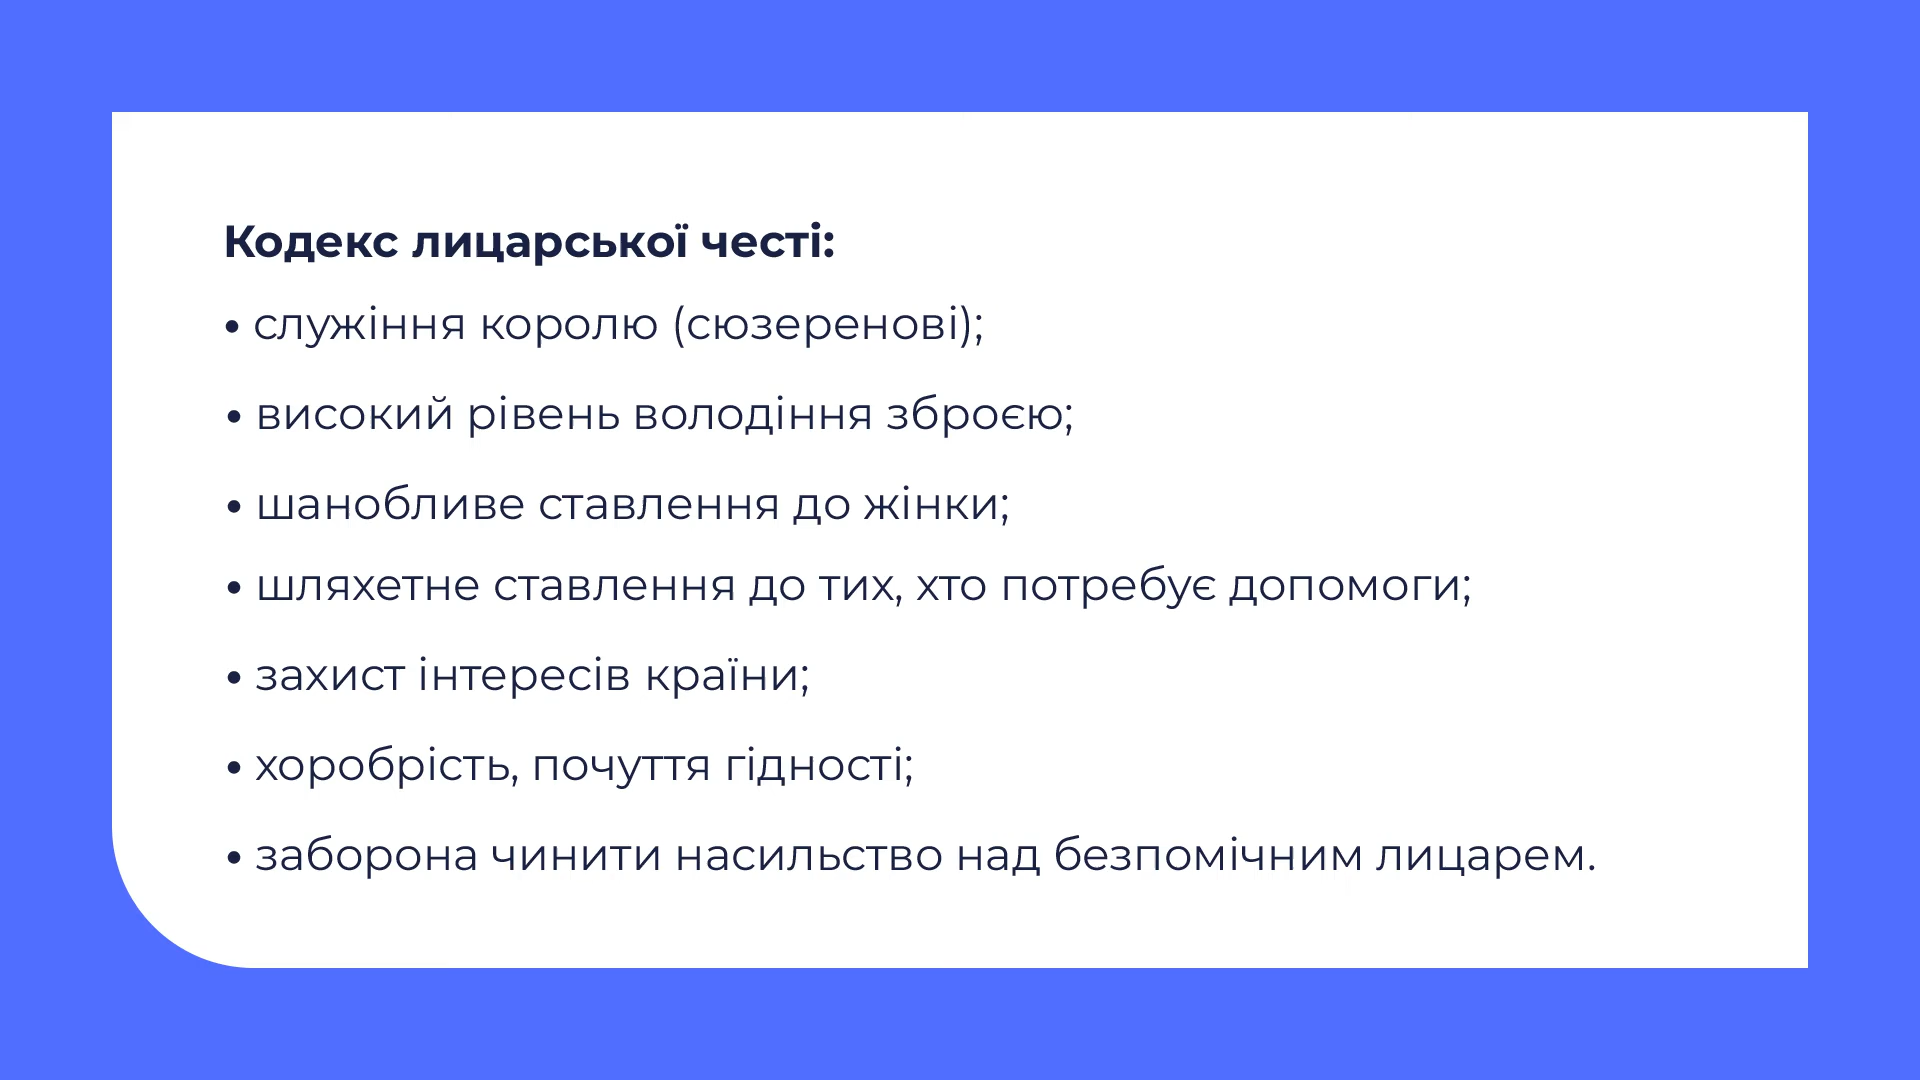 Кодекс лицарської честі:
• служіння королю (сюзеренові);
• високий рівень володіння зброєю;
• шанобливе ставлення до жінки;
• шляхетне ставлення до тих, хто потребує допомоги;
• захист інтересів країни;
• хоробрість, почуття гідності;
• заборона чинити насильство над безпомічним лицарем.